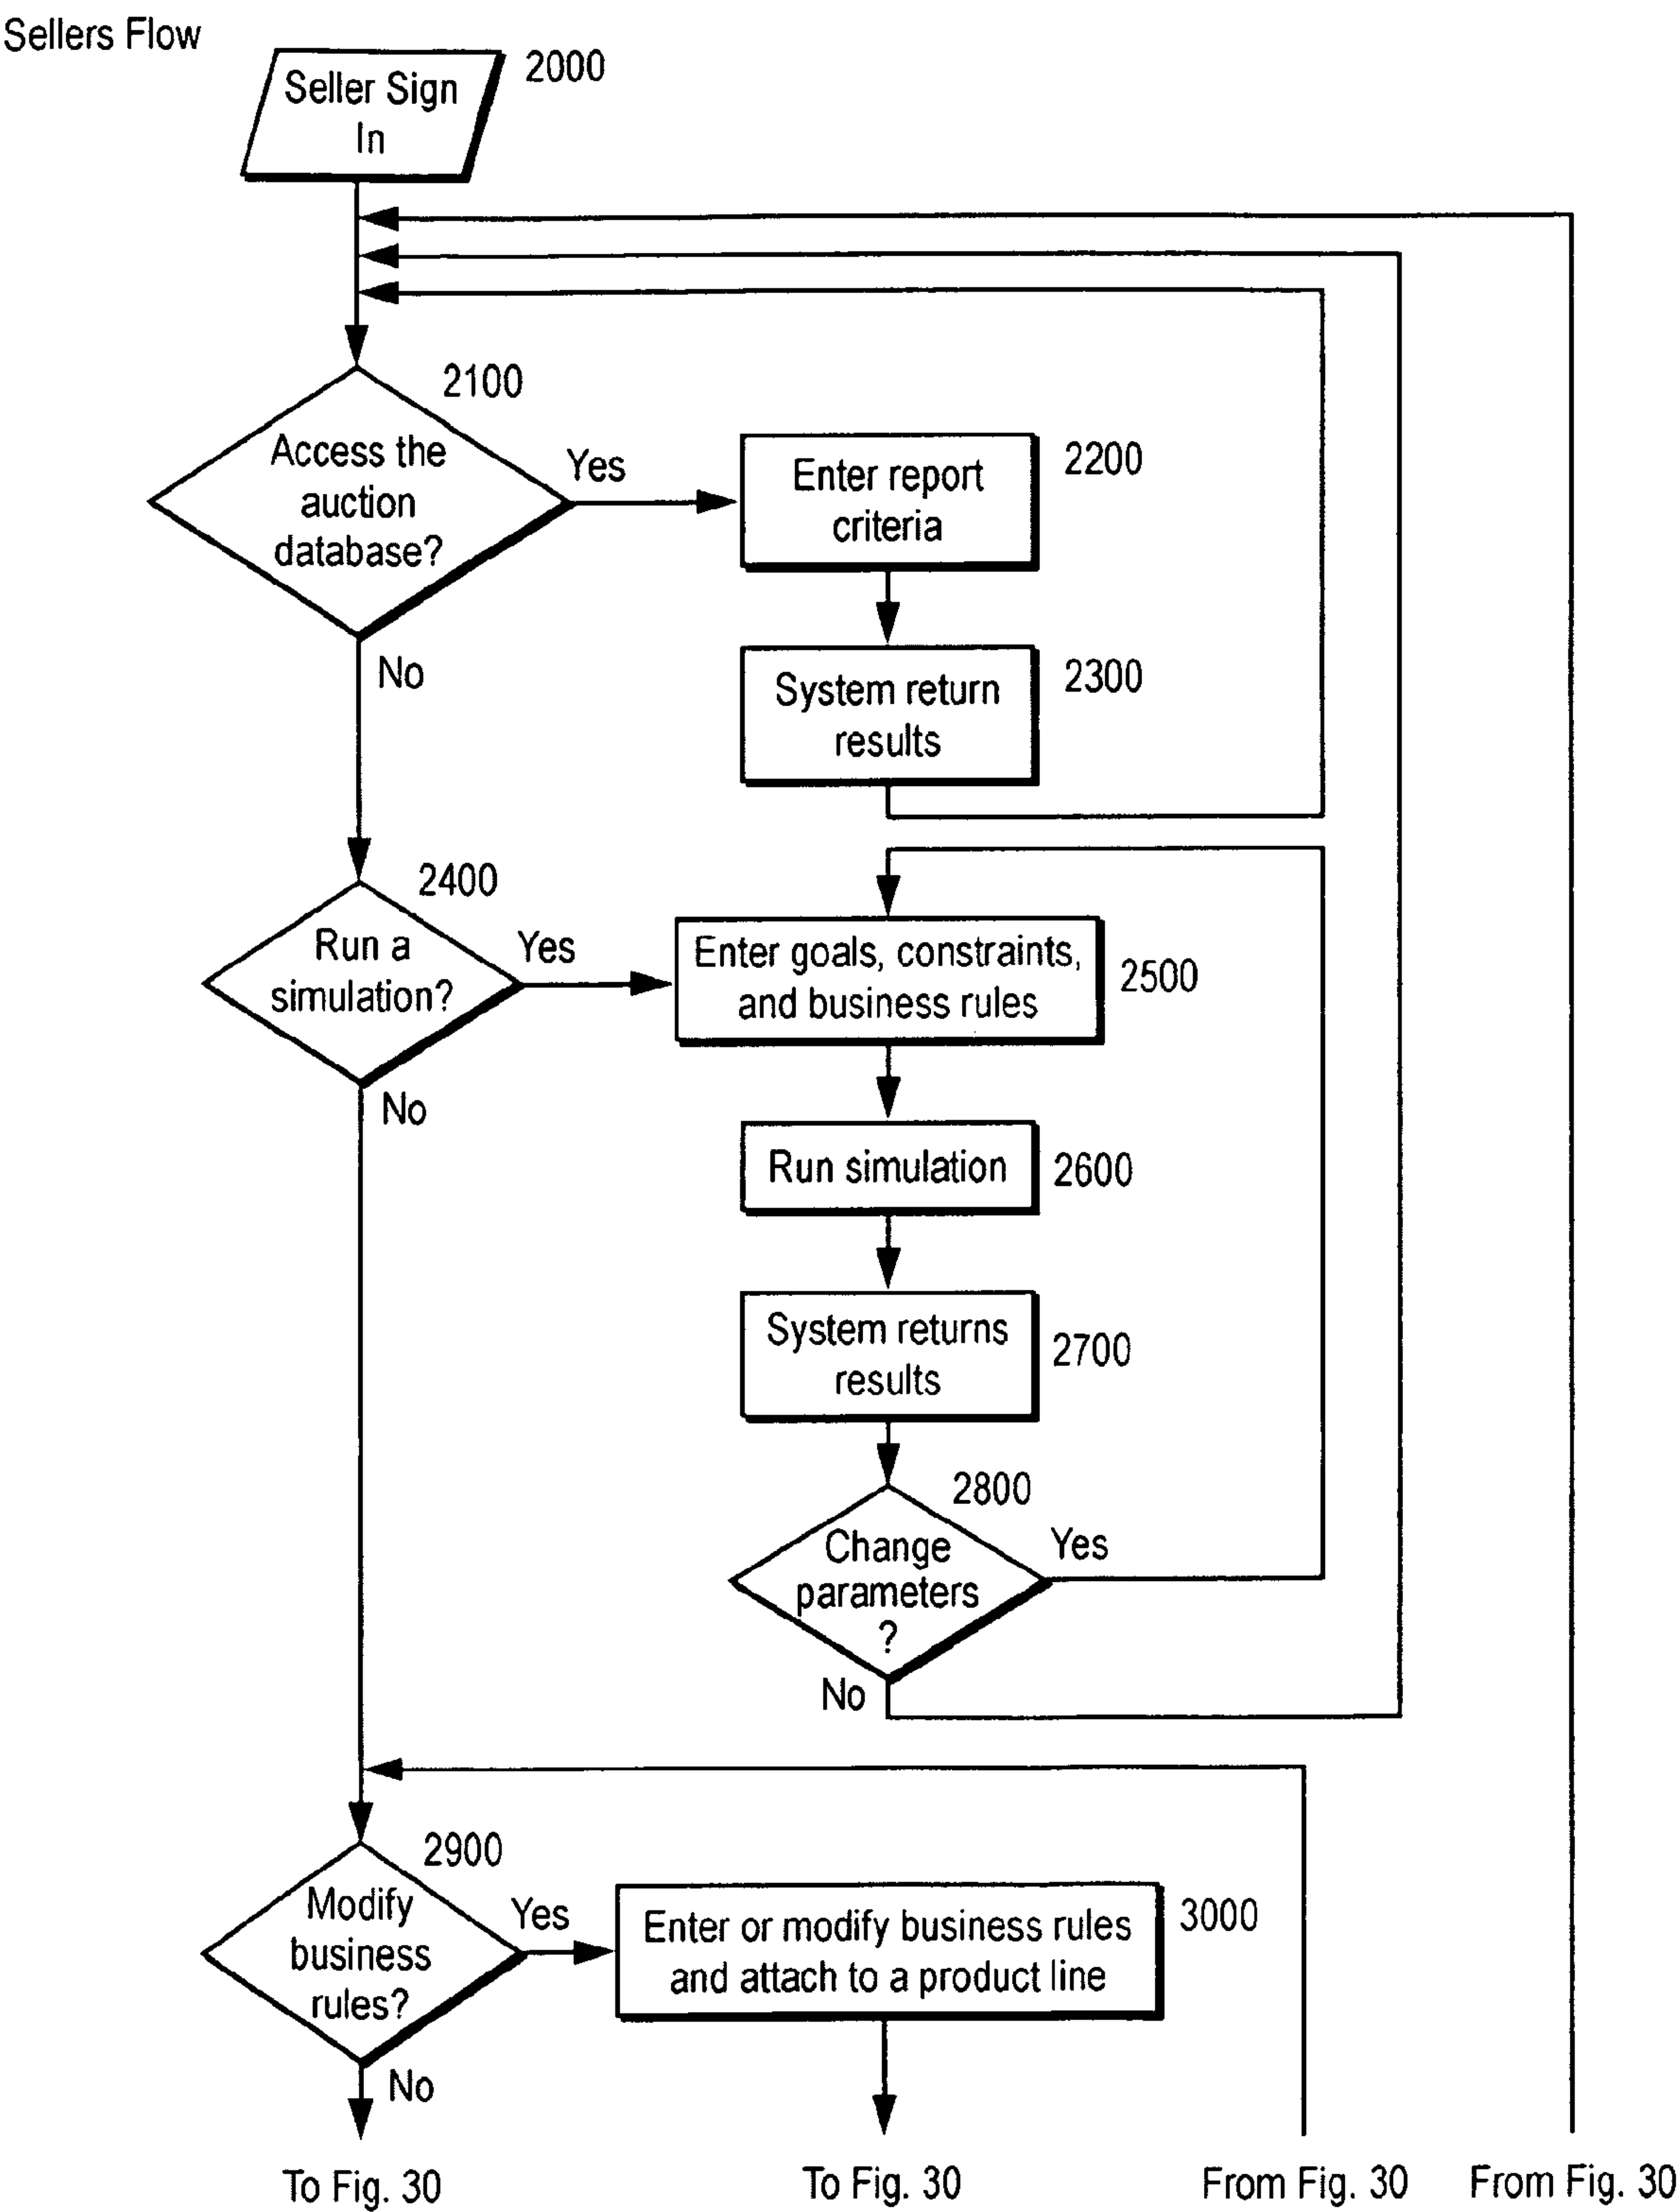 Sellers Flow
Seller Sign
In
2000
2100
Access the
auction
database?
Yes
Enter report
criteria
2200
No
System return
results
2300
2400
Run a
simulation?
Yes
Enter goals, constraints,
and business rules
2500
No
Run simulation
2600
System returns
results
2700
2800
Change
parameters
?
Yes
No
2900
Modify
business
rules?
Yes
Enter or modify business rules
and attach to a product line
3000
No
To Fig. 30
To Fig. 30
From Fig. 30
From Fig. 30